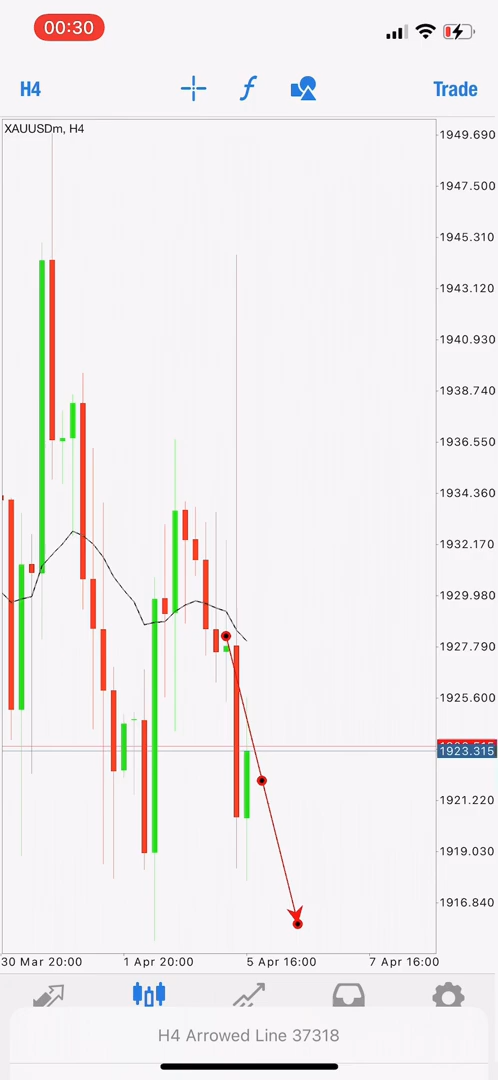 00:30
H4
f
Trade
XAUUSDm, H4
1949.690
1947.500
1945.310
1943.120
1940.930
1938.740
1936.550
1934.360
1932.170
1929.980
1927.790
1925.600
1923.315
1921.220
1919.030
1916.840
30 Mar 20:00 1 Apr 20:00 5 Apr 16:00 7 Apr 16:00
H4 Arrowed Line 37318